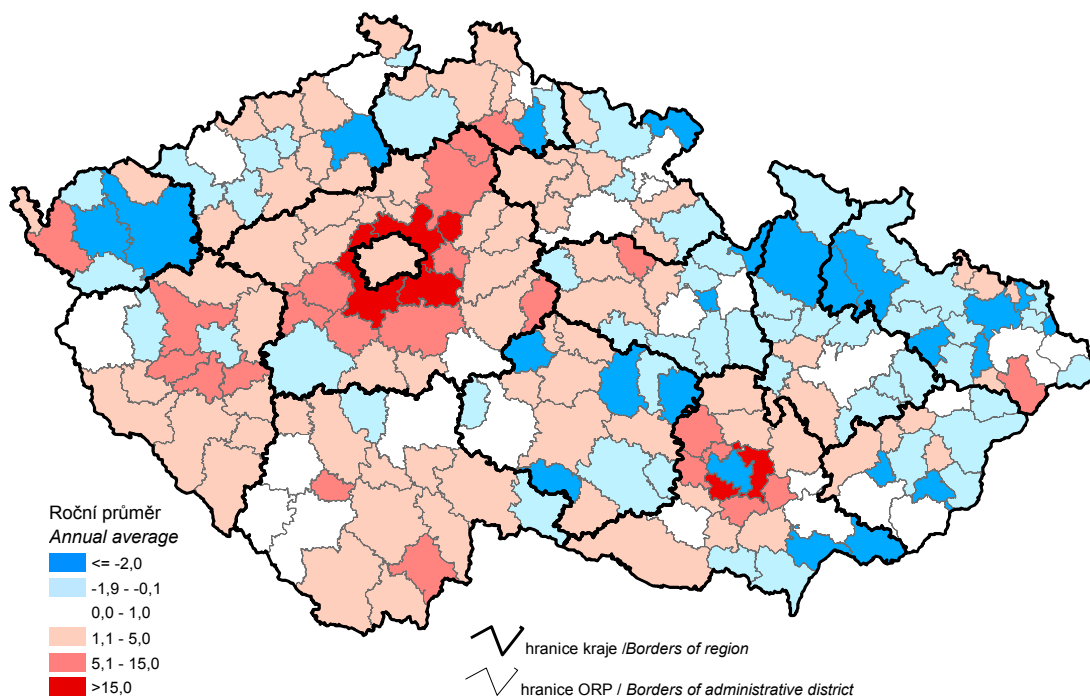 Roční průměr
Annual average
<= -2,0
-1,9 - -0,1
0,0 - 1,0
1,1 - 5,0
5,1 - 15,0
>15,0
hranice kraje /Borders of region
hranice ORP / Borders of administrative district